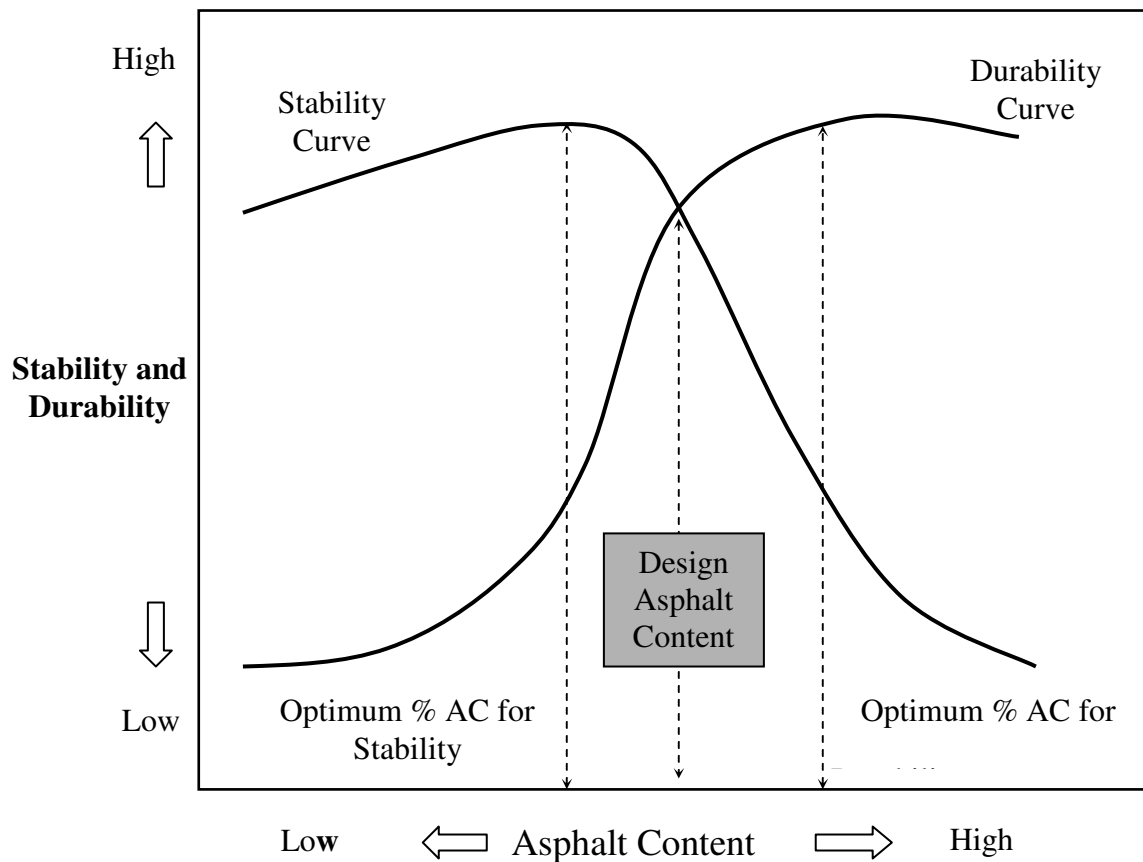 High
Stability
Curve
Durability
Curve
Stability and
Durability
Design
Asphalt
Content
Low
Optimum % AC for
Stability
Optimum % AC for
Low
Asphalt Content
High